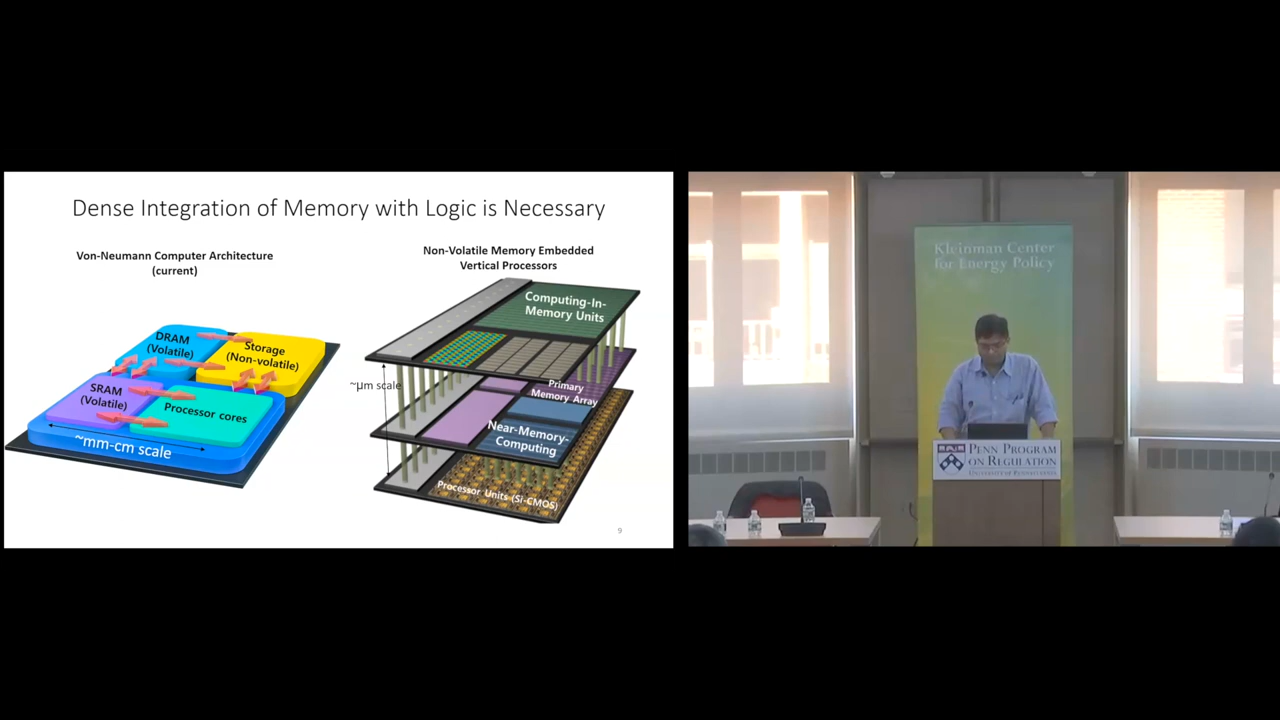 Dense Integration of Memory with Logic is Necessary
Von-Neumann Computer Architecture
(current)
DRAM
(Volatile)
Storage
(Non-volatile)
SRAM
(Volatile)
Processor cores
~mm-cm scale
Non-Volatile Memory Embedded
Vertical Processors
Computing-In-
Memory Units
~μm scale
Primary
Memory Array
Near-Memory-
Computing
Processor Units (Si-CMOS)
9
Kleinman Center
for Energy Policy
PENN PROGRAM
ON REGULATION
UNIVERSITY OF PENNSYLVANIA